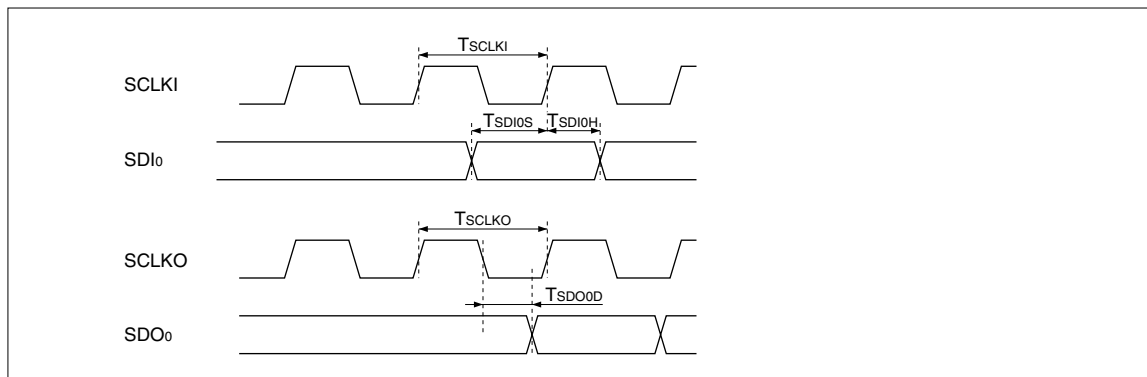 TSCLKI
SCLKI
TSDI0S TSDI0H
SDI0
TSCLKO
SCLKO
TSDO0D
SDO0